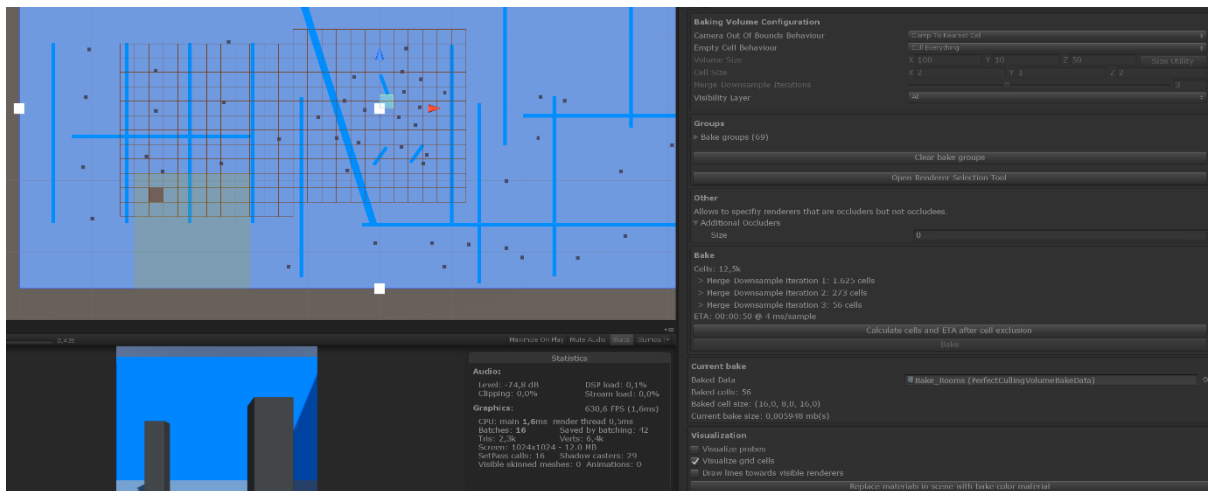 Baking Volume Configuration
Camera Out Of Bounds Behaviour Clamp To Nearest Cell
Empty Cell Behaviour Cull Everything
Volume Size X 100 Y 10 Z 50 Size Utility
Cell Size X 2 Y 1 Z 2
Merge Downsample Iterations 3
Visibility Layer All
Groups
Bake groups (69)
Clear bake groups
Open Renderer Selection Tool
Other
Allows to specifiy renderers that are occluders but not occludees.
Additional Occluders
Size 0
Bake
Cells: 12,5k
> Merge Downsample Iteration 1: 1.625 cells
> Merge Downsample Iteration 2: 273 cells
> Merge Downsample Iteration 3: 56 cells
ETA: 00:00:50 @ 4 ms/sample
Calculate cells and ETA after cell exclusion
Bake
Current bake
Baked Data Bake_Rooms (PerfectCullingVolumeBakeData)
Baked cells: 56
Baked cell size: (16,0, 8,0, 16,0)
Current bake size: 0,005948 mb(s)
Visualization
Visualize probes
Visualize grid cells
Draw lines towards visible renderers
Replace materials in scene with bake color material
Maximize On Play Mute Audio Stats Gizmos
Statistics
Audio:
Level: -74,8 dB DSP load: 0,1%
Clipping: 0,0% Stream load: 0,0%
Graphics: 630,6 FPS (1,6ms)
CPU: main 1,6ms render thread 0,5ms
Batches: 16 Saved by batching: 42
Tris: 2,3k Verts: 6,4k
Screen: 1024x1024 - 12.0 MB
SetPass calls: 16 Shadow casters: 29
Visible skinned meshes: 0 Animations: 0